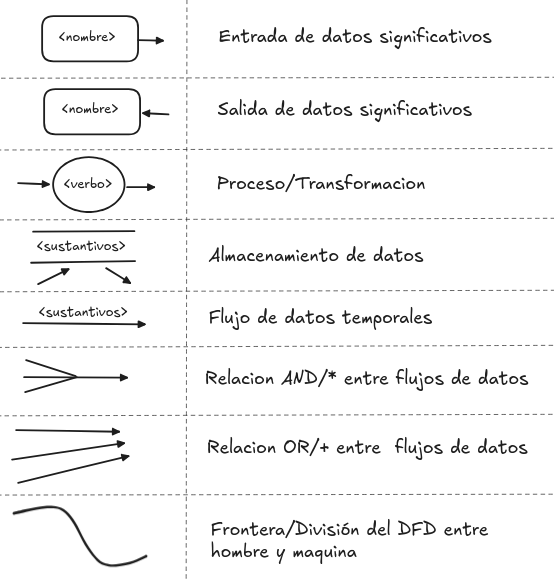 <nombre> Entrada de datos significativos
<nombre> Salida de datos significativos
<verbo> Proceso/Transformacion
<sustantivos> Almacenamiento de datos
<sustantivos> Flujo de datos temporales
Relacion AND/* entre flujos de datos
Relacion OR/+ entre flujos de datos
Frontera/División del DFD entre
hombre y maquina